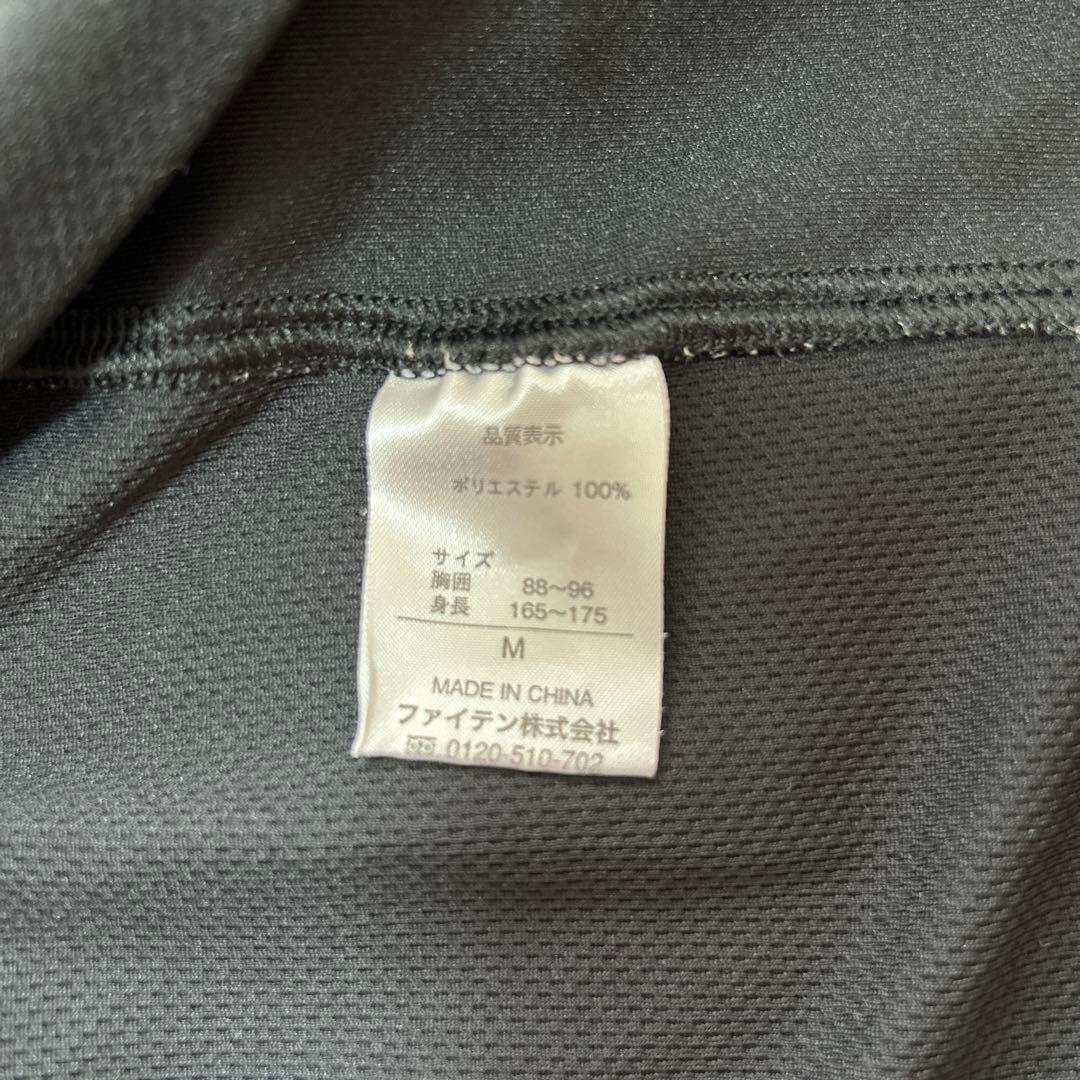 品質表示
ポリエステル 100%
サイズ
胸囲 88～96
身長 165～175
M
MADE IN CHINA
ファイテン株式会社
0120-510-702